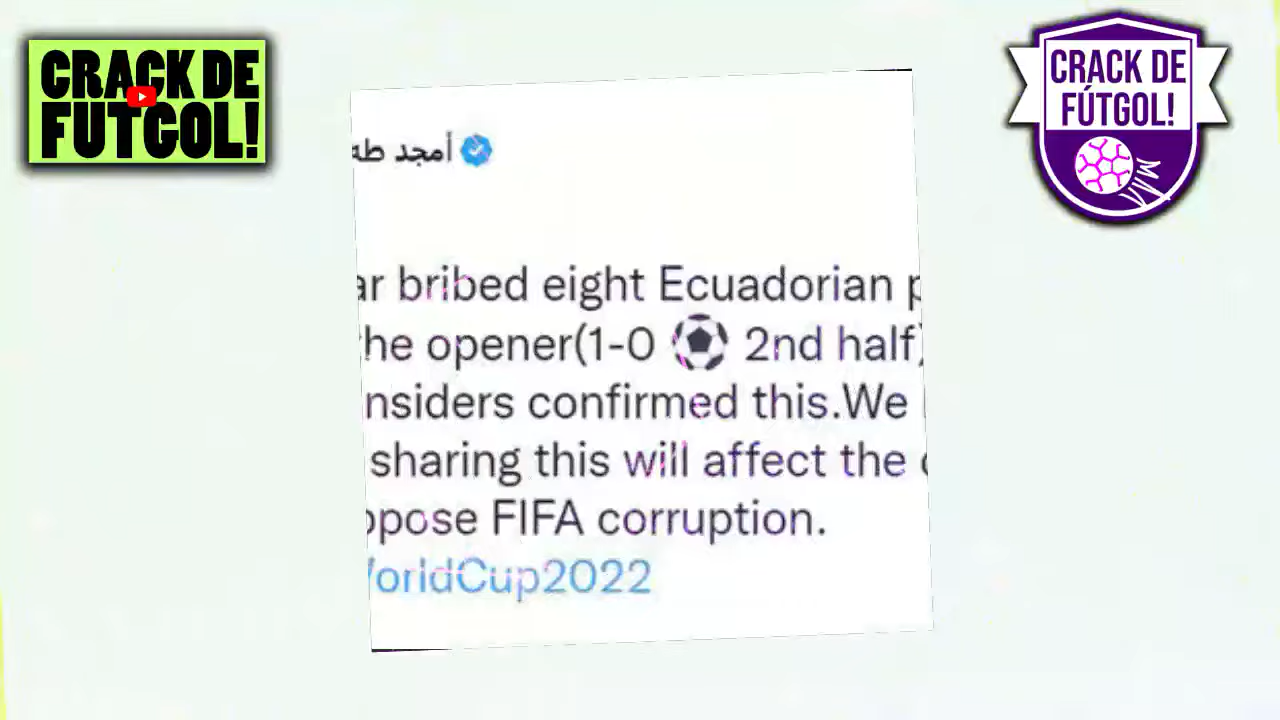 CRACK DE
FUTGOL!
CRACK DE
FÚTGOL!
أمجد طه
ar bribed eight Ecuadorian p
he opener(1-0 ⚽ 2nd half)
nsiders confirmed this.We
sharing this will affect the
pose FIFA corruption.
WorldCup2022